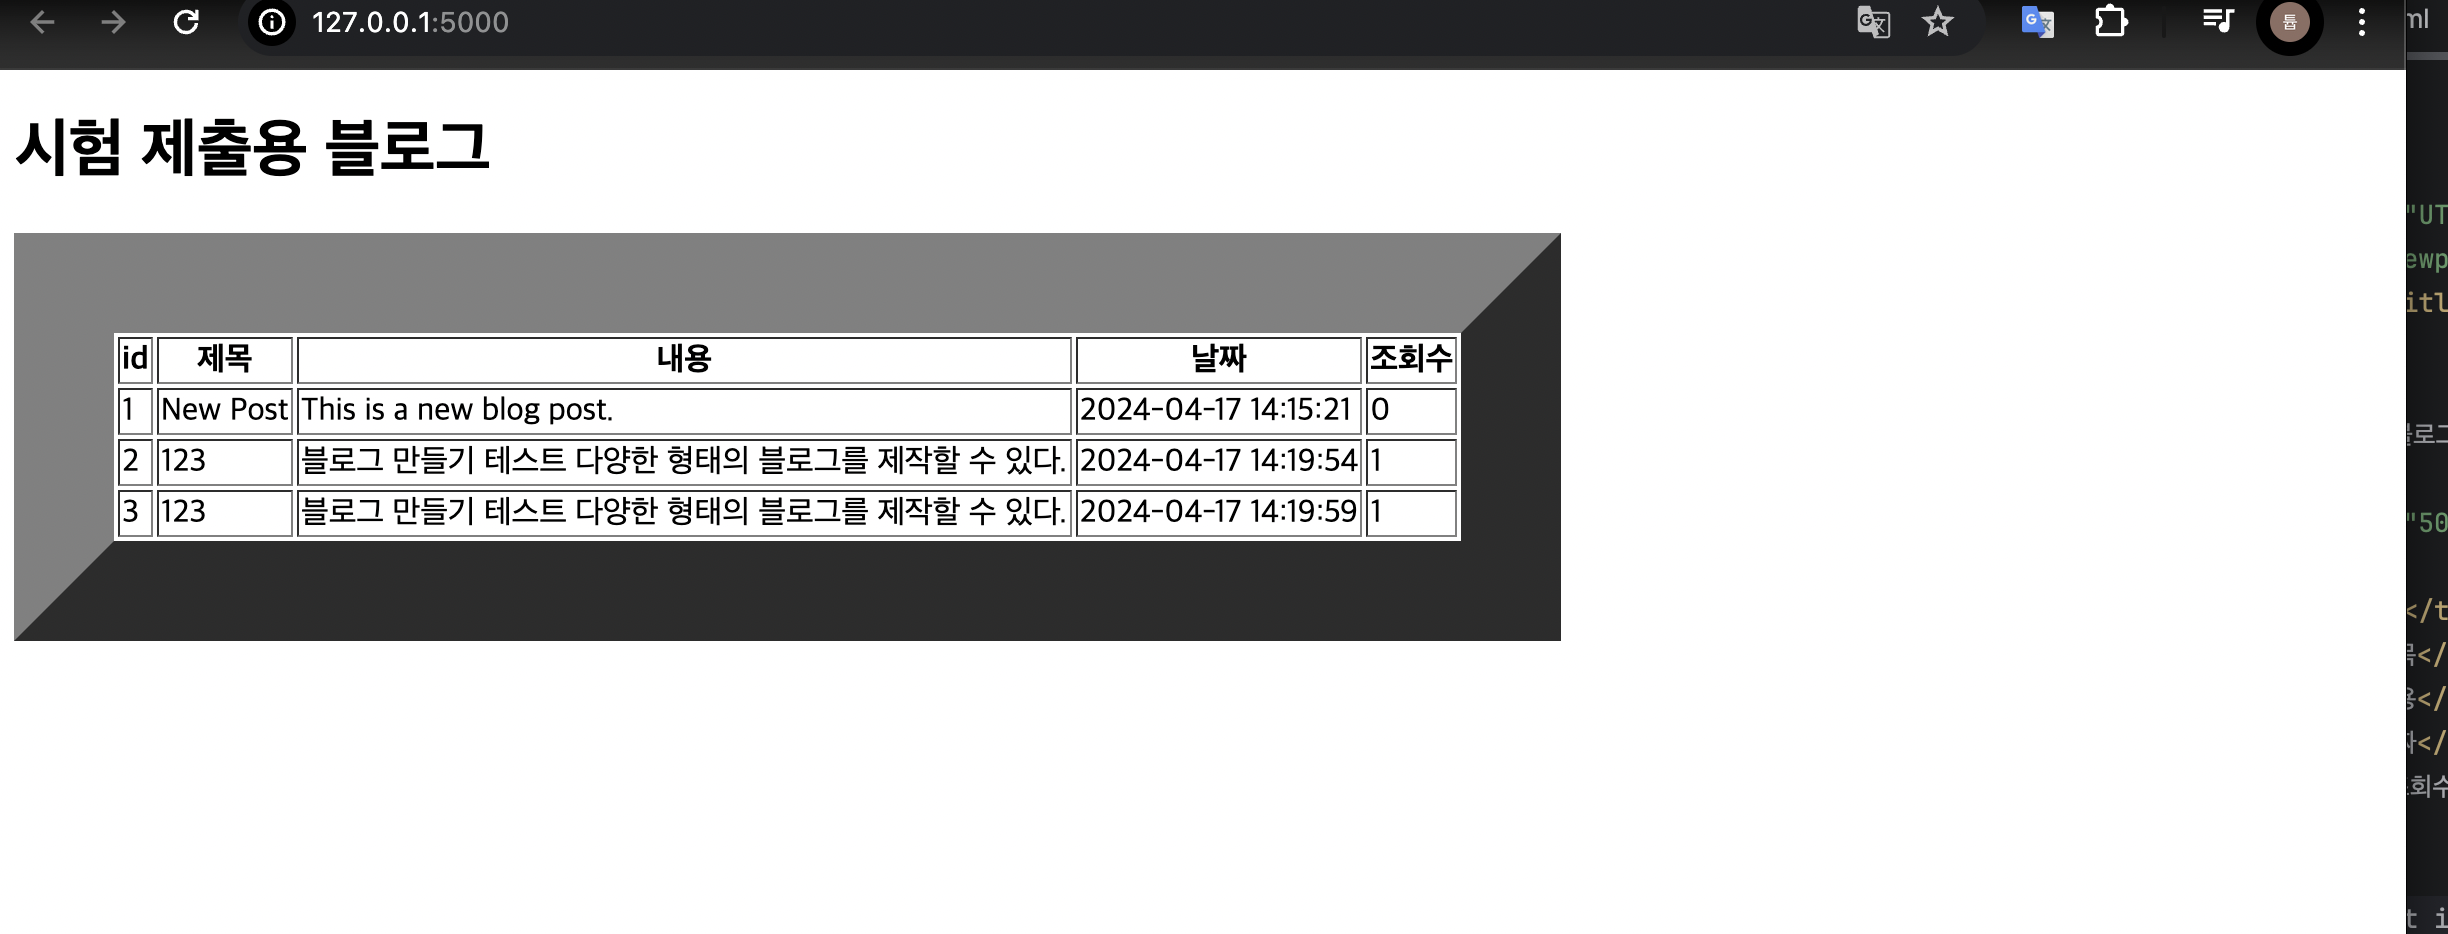 127.0.0.1:5000
튭
ml
시험 제출용 블로그
id 제목 내용 날짜 조회수
1 New Post This is a new blog post. 2024-04-17 14:15:21 0
2 123 블로그 만들기 테스트 다양한 형태의 블로그를 제작할 수 있다. 2024-04-17 14:19:54 1
3 123 블로그 만들기 테스트 다양한 형태의 블로그를 제작할 수 있다. 2024-04-17 14:19:59 1
"UT
ewp
itl
블로그
"50
</t
목</
용</
짜</
회수
t i